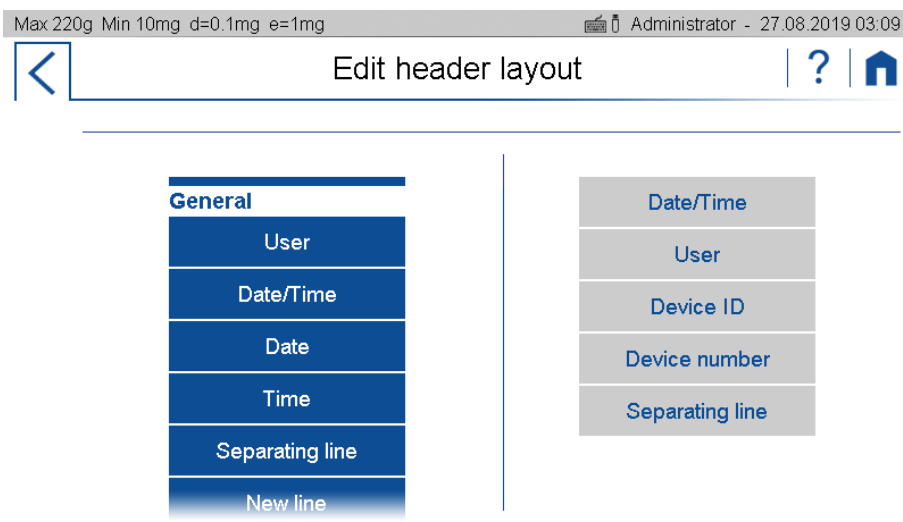 Max 220g Min 10mg d=0.1mg e=1mg
Administrator - 27.08.2019 03:09
Edit header layout
?
General
User
Date/Time
Date
Time
Separating line
New line
Date/Time
User
Device ID
Device number
Separating line